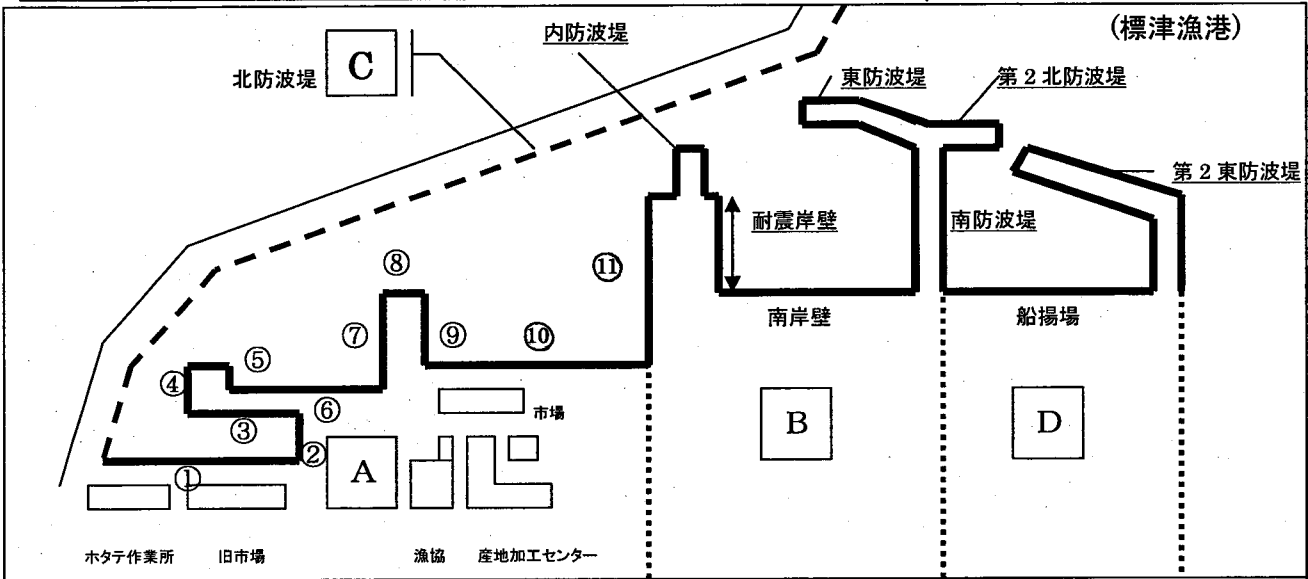 (標津漁港)
内防波堤
北防波堤
C
東防波堤
第2北防波堤
第2東防波堤
耐震岸壁
南防波堤
⑧
⑪
南岸壁
船揚場
⑦
⑨
⑩
⑤
④
⑥
市場
③
B
D
②
A
①
ホタテ作業所
旧市場
漁協
産地加工センター